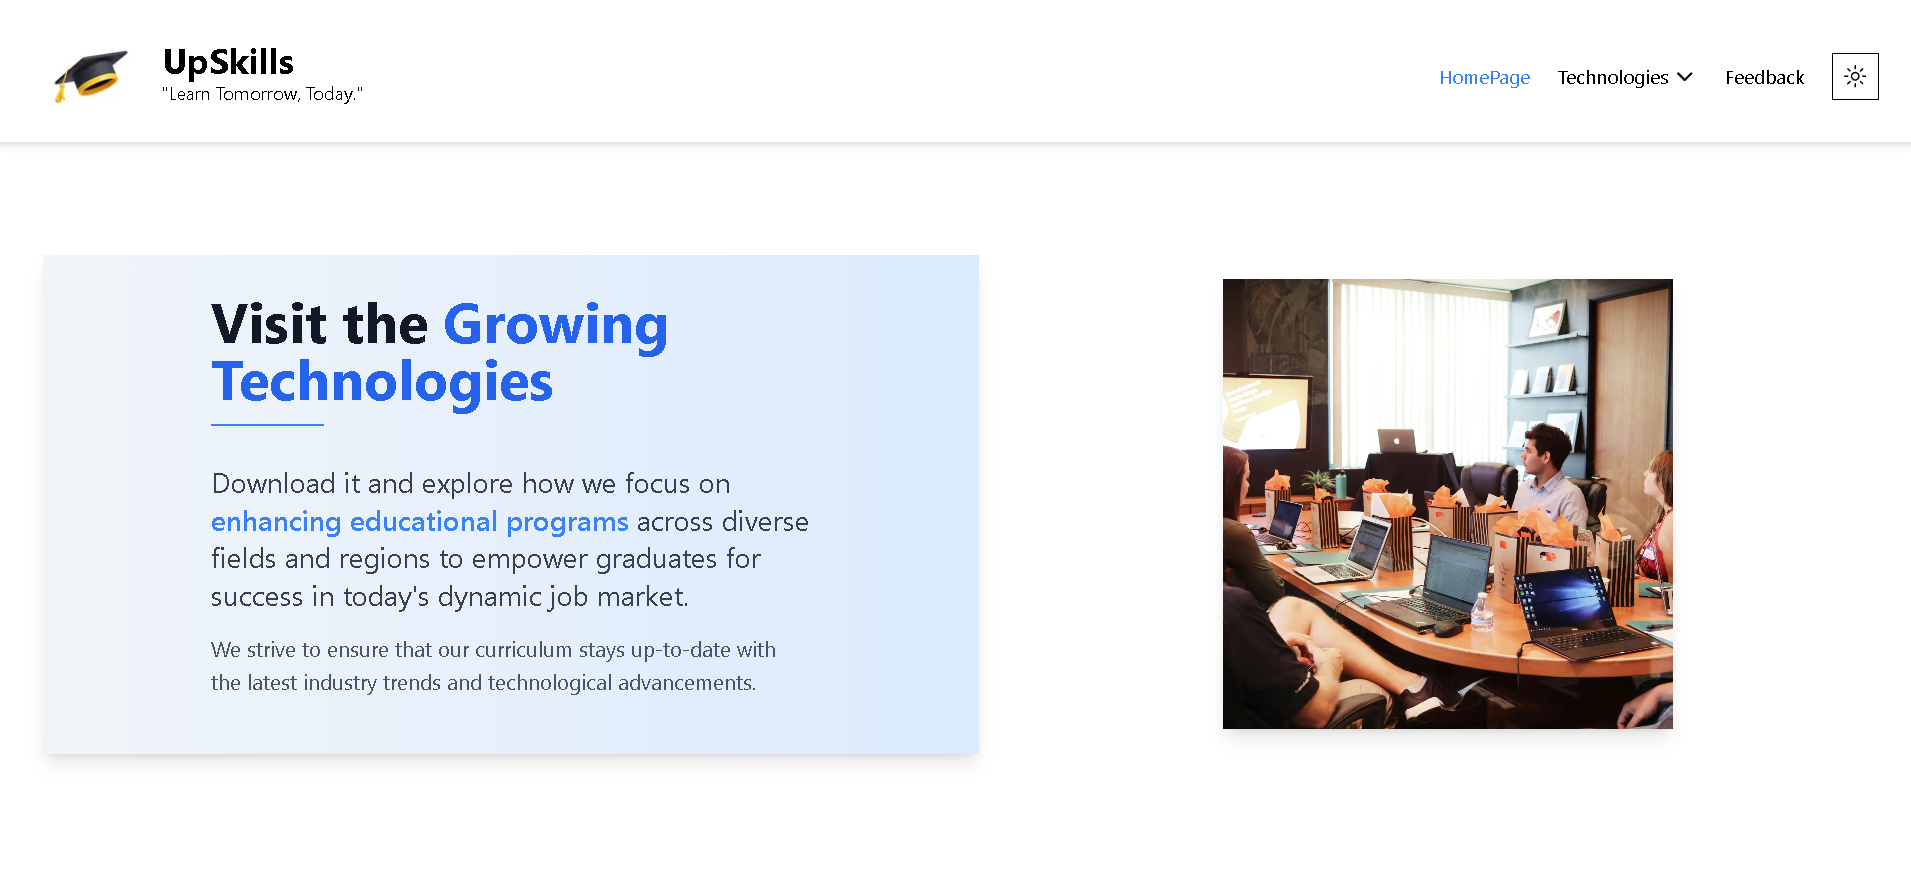 UpSkills
"Learn Tomorrow, Today."
HomePage Technologies Feedback
Visit the Growing
Technologies
Download it and explore how we focus on
enhancing educational programs across diverse
fields and regions to empower graduates for
success in today's dynamic job market.
We strive to ensure that our curriculum stays up-to-date with
the latest industry trends and technological advancements.